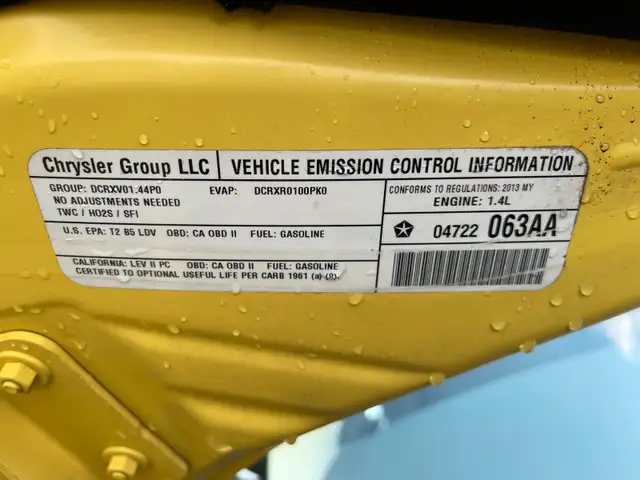 Chrysler Group LLC VEHICLE EMISSION CONTROL INFORMATION
GROUP: DCRXV01.44P0 EVAP: DCRXR0100PK0
CONFORMS TO REGULATIONS: 2013 MY
NO ADJUSTMENTS NEEDED
ENGINE: 1.4L
TWC / HO2S / SFI
U.S. EPA: T2 B5 LDV OBD: CA OBD II FUEL: GASOLINE
04722 063AA
CALIFORNIA: LEV II PC OBD: CA OBD II FUEL: GASOLINE
CERTIFIED TO OPTIONAL USEFUL LIFE PER CARB 1961 (a) (8).